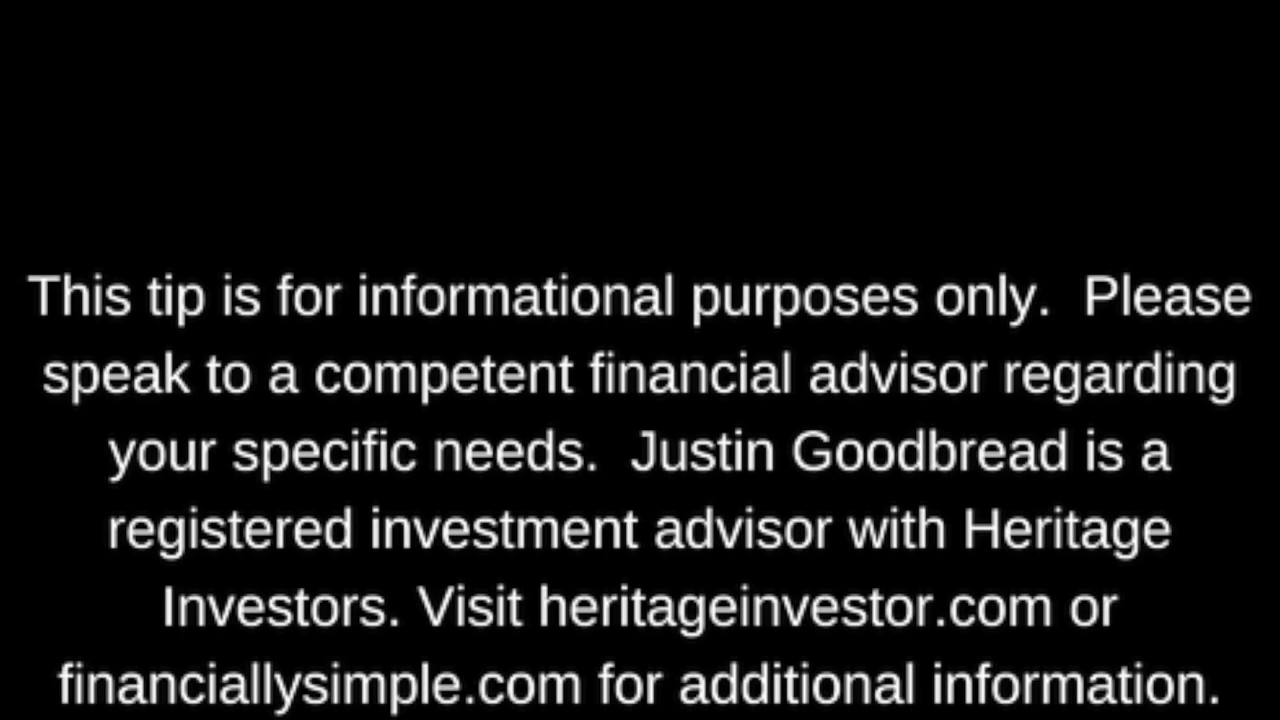 This tip is for informational purposes only.  Please
speak to a competent financial advisor regarding
your specific needs.  Justin Goodbread is a
registered investment advisor with Heritage
Investors. Visit heritageinvestor.com or
financiallysimple.com for additional information.